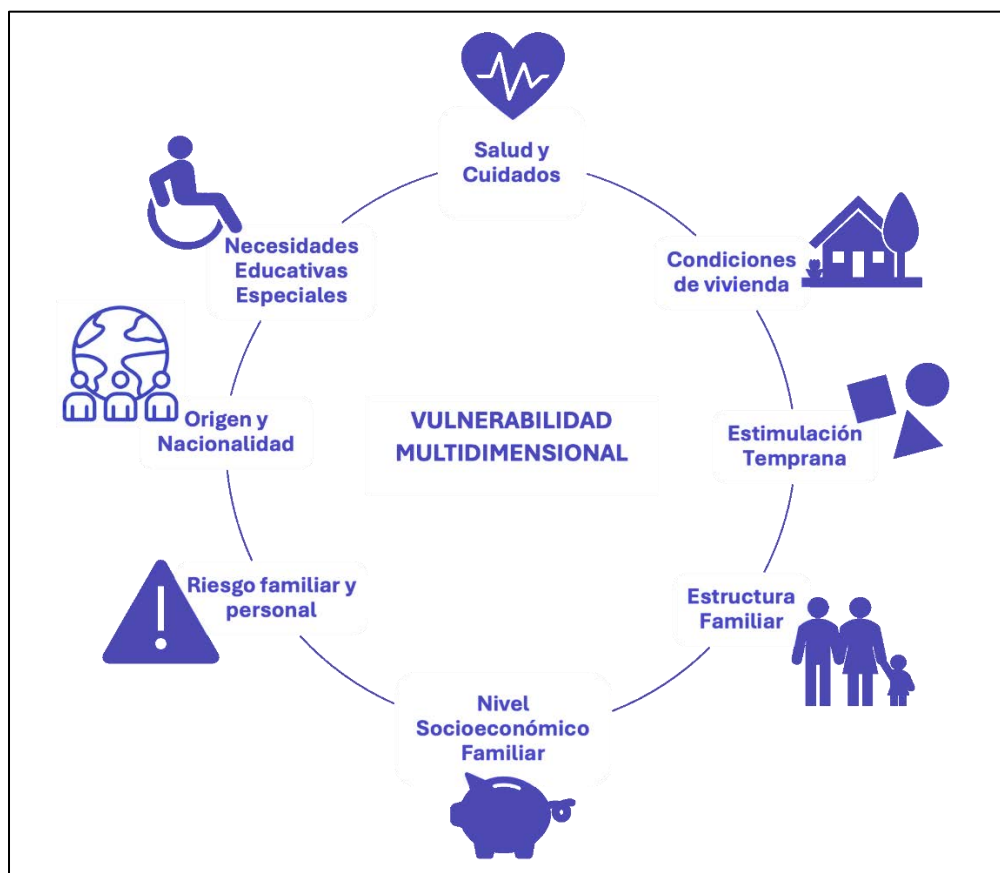 Salud y
Cuidados
Condiciones
de vivienda
Estimulación
Temprana
Estructura
Familiar
Nivel
Socioeconómico
Familiar
Riesgo familiar y
personal
Origen y
Nacionalidad
Necesidades
Educativas
Especiales
VULNERABILIDAD
MULTIDIMENSIONAL